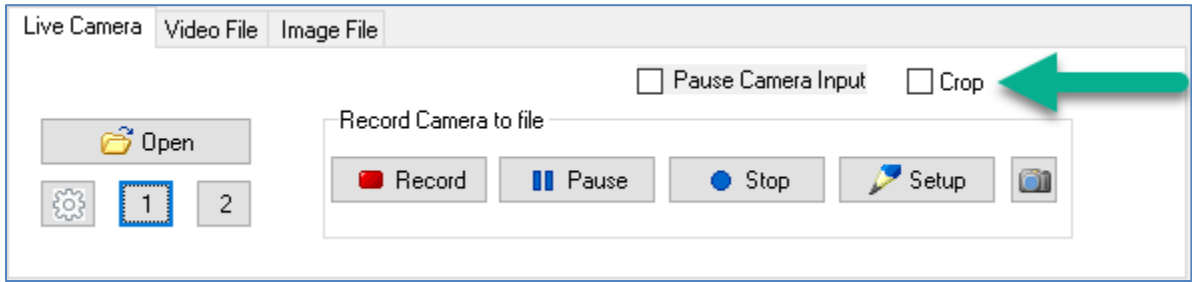 Live Camera Video File Image File
Pause Camera Input Crop
Open
Record Camera to file
Record Pause Stop Setup
1 2